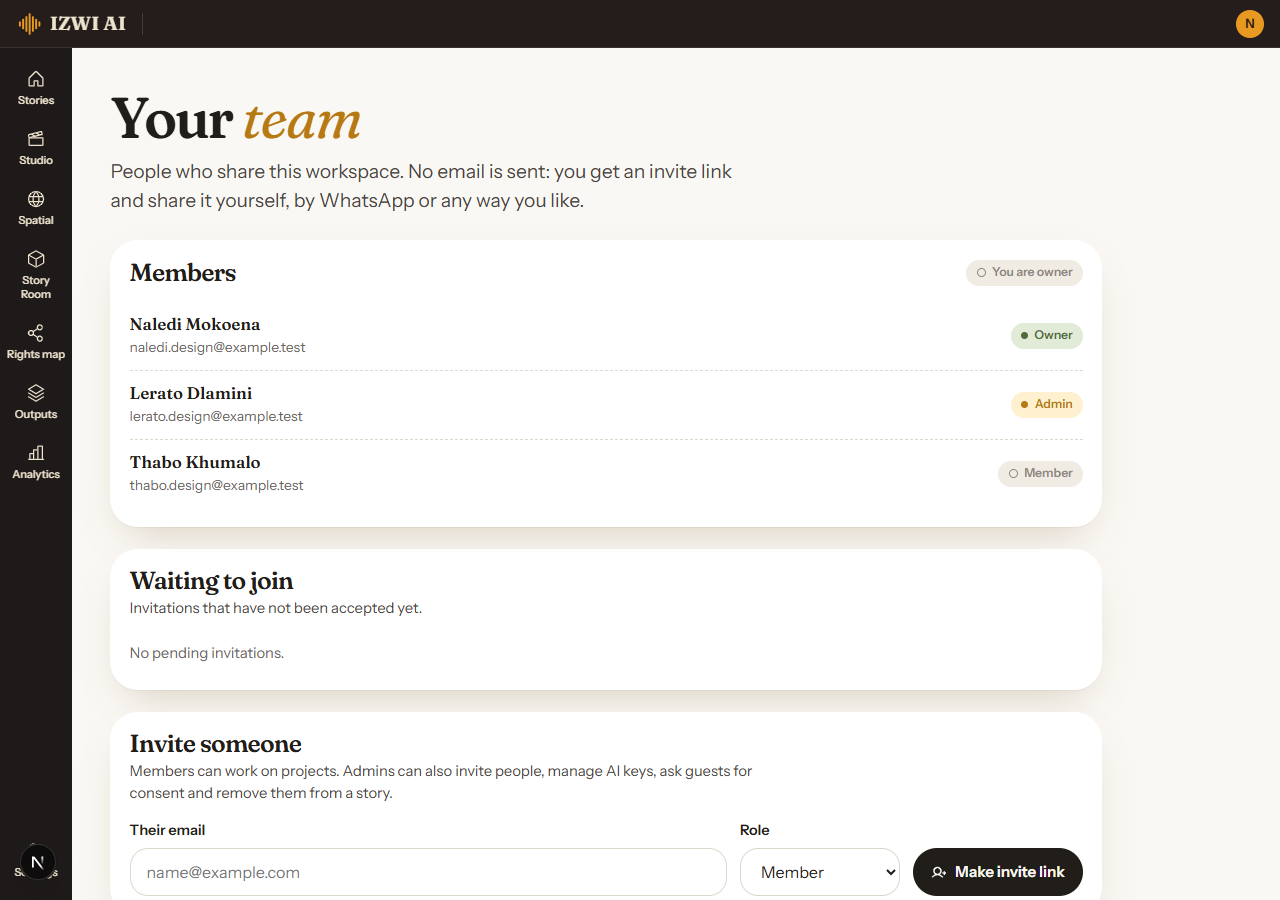 IZWI AI
N
Stories
Studio
Spatial
Story
Room
Rights map
Outputs
Analytics
N
Your team
People who share this workspace. No email is sent: you get an invite link
and share it yourself, by WhatsApp or any way you like.
Members
You are owner
Naledi Mokoena
naledi.design@example.test
Owner
Lerato Dlamini
lerato.design@example.test
Admin
Thabo Khumalo
thabo.design@example.test
Member
Waiting to join
Invitations that have not been accepted yet.
No pending invitations.
Invite someone
Members can work on projects. Admins can also invite people, manage AI keys, ask guests for
consent and remove them from a story.
Their email
Role
name@example.com
Member
Make invite link